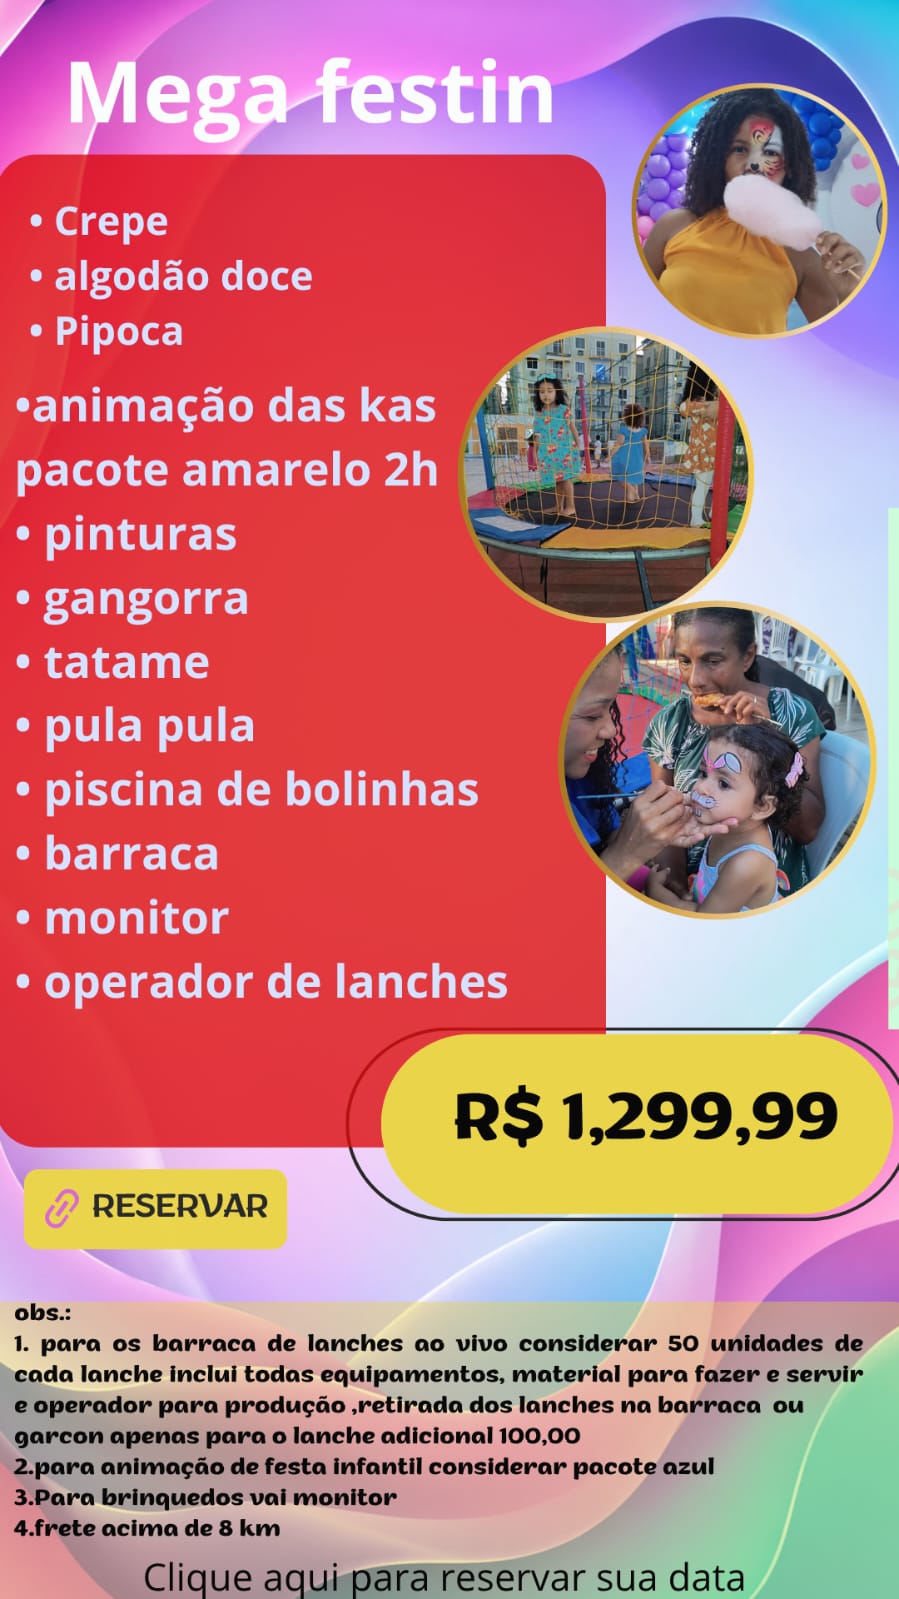 Mega festin
• Crepe
• algodão doce
• Pipoca
•animação das kas
pacote amarelo 2h
• pinturas
• gangorra
• tatame
• pula pula
• piscina de bolinhas
• barraca
• monitor
• operador de lanches
R$ 1,299,99
RESERVAR
obs.:
1. para os barraca de lanches ao vivo considerar 50 unidades de
cada lanche inclui todas equipamentos, material para fazer e servir
e operador para produção ,retirada dos lanches na barraca ou
garcon apenas para o lanche adicional 100,00
2.para animação de festa infantil considerar pacote azul
3.Para brinquedos vai monitor
4.frete acima de 8 km
Clique aqui para reservar sua data